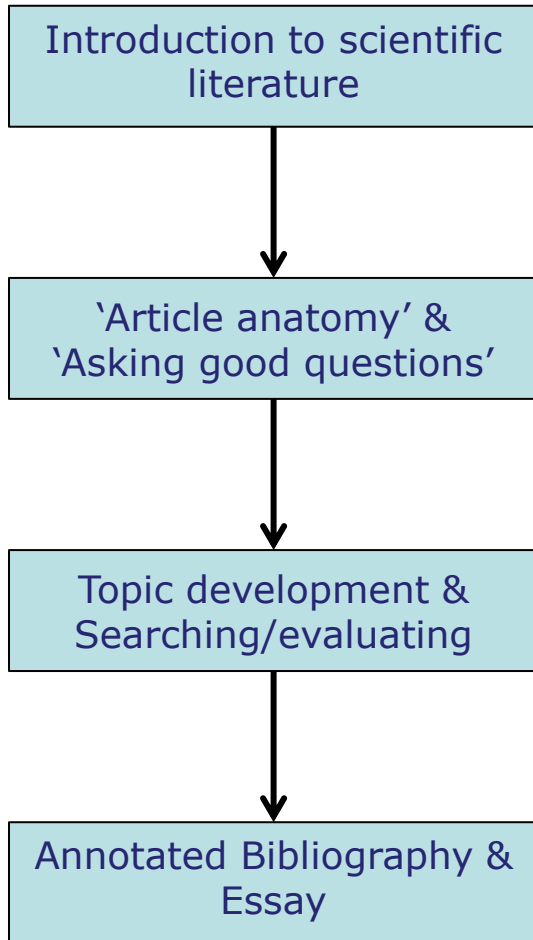 Introduction to scientific
literature
‘Article anatomy’ &
‘Asking good questions’
Topic development &
Searching/evaluating
Annotated Bibliography &
Essay